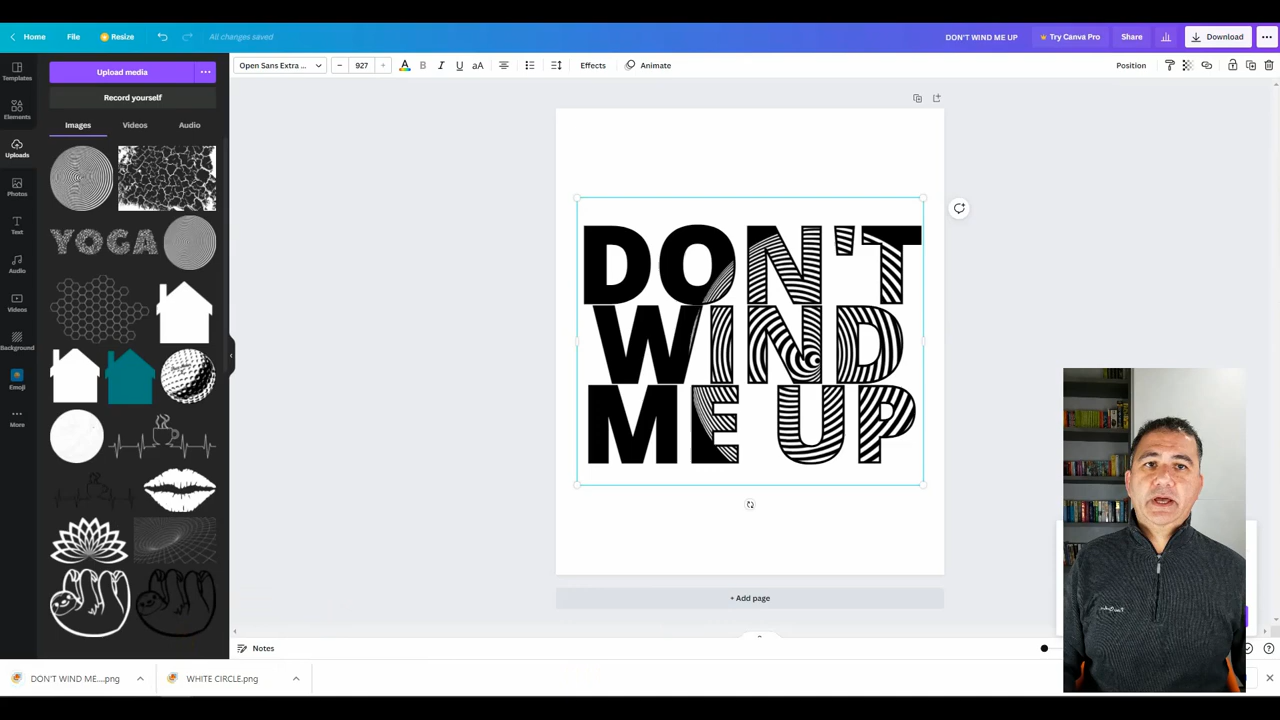 Home File Resize All changes saved DON'T WIND ME UP Try Canva Pro Share Download
Templates
Elements
Uploads
Photos
Text
Audio
Videos
Background
Emoji
More
Upload media
Record yourself
Images Videos Audio
YOGA
Open Sans Extra ... 927 A B I U aA Effects Animate Position
DON'T
WIND
ME UP
+ Add page
Notes
DON'T WIND ME....png WHITE CIRCLE.png